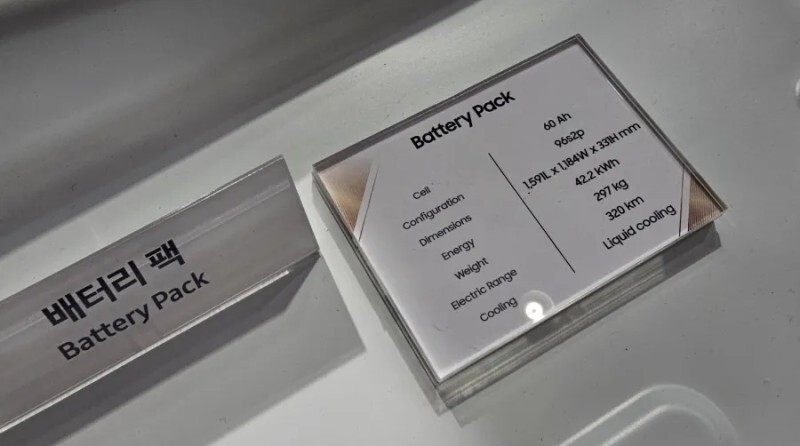 배터리 팩
Battery Pack
Battery Pack
Cell 60 Ah
Configuration 96s2p
Dimensions 1,591L x 1,184W x 331H mm
Energy 42.2 kWh
Weight 297 kg
Electric Range 320 km
Cooling Liquid cooling